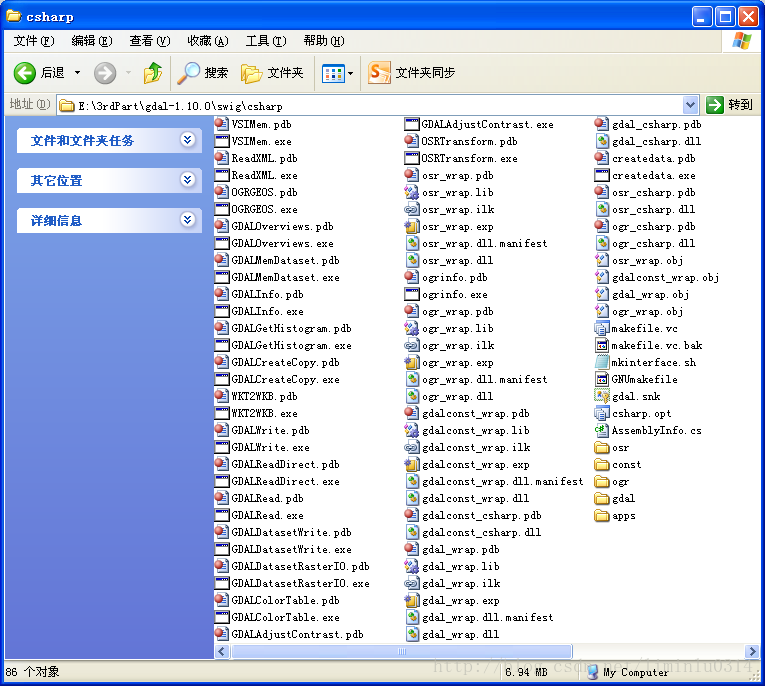 csharp
文件(F) 编辑(E) 查看(V) 收藏(A) 工具(T) 帮助(H)
后退 搜索 文件夹 文件夹同步
地址(D) E:\3rdPart\gdal-1.10.0\swig\csharp 转到
文件和文件夹任务
其它位置
详细信息
VSIMem.pdb
VSIMem.exe
ReadXML.pdb
ReadXML.exe
OGRGEOS.pdb
OGRGEOS.exe
GDALOverviews.pdb
GDALOverviews.exe
GDALMemDataset.pdb
GDALMemDataset.exe
GDALInfo.pdb
GDALInfo.exe
GDALGetHistogram.pdb
GDALGetHistogram.exe
GDALCreateCopy.pdb
GDALCreateCopy.exe
WKT2WKB.pdb
WKT2WKB.exe
GDALWrite.pdb
GDALWrite.exe
GDALReadDirect.pdb
GDALReadDirect.exe
GDALRead.pdb
GDALRead.exe
GDALDatasetWrite.pdb
GDALDatasetWrite.exe
GDALDatasetRasterIO.pdb
GDALDatasetRasterIO.exe
GDALColorTable.pdb
GDALColorTable.exe
GDALAdjustContrast.pdb
GDALAdjustContrast.exe
OSRTransform.pdb
OSRTransform.exe
osr_wrap.pdb
osr_wrap.lib
osr_wrap.ilk
osr_wrap.exp
osr_wrap.dll.manifest
osr_wrap.dll
ogrinfo.pdb
ogrinfo.exe
ogr_wrap.pdb
ogr_wrap.lib
ogr_wrap.ilk
ogr_wrap.exp
ogr_wrap.dll.manifest
ogr_wrap.dll
gdalconst_wrap.pdb
gdalconst_wrap.lib
gdalconst_wrap.ilk
gdalconst_wrap.exp
gdalconst_wrap.dll.manifest
gdalconst_wrap.dll
gdalconst_csharp.pdb
gdalconst_csharp.dll
gdal_wrap.pdb
gdal_wrap.lib
gdal_wrap.ilk
gdal_wrap.exp
gdal_wrap.dll.manifest
gdal_wrap.dll
gdal_csharp.pdb
gdal_csharp.dll
createdata.pdb
createdata.exe
osr_csharp.pdb
osr_csharp.dll
ogr_csharp.pdb
ogr_csharp.dll
osr_wrap.obj
gdalconst_wrap.obj
gdal_wrap.obj
ogr_wrap.obj
makefile.vc
makefile.vc.bak
mkinterface.sh
GNUmakefile
gdal.snk
csharp.opt
AssemblyInfo.cs
osr
const
ogr
gdal
apps
86 个对象 6.94 MB My Computer